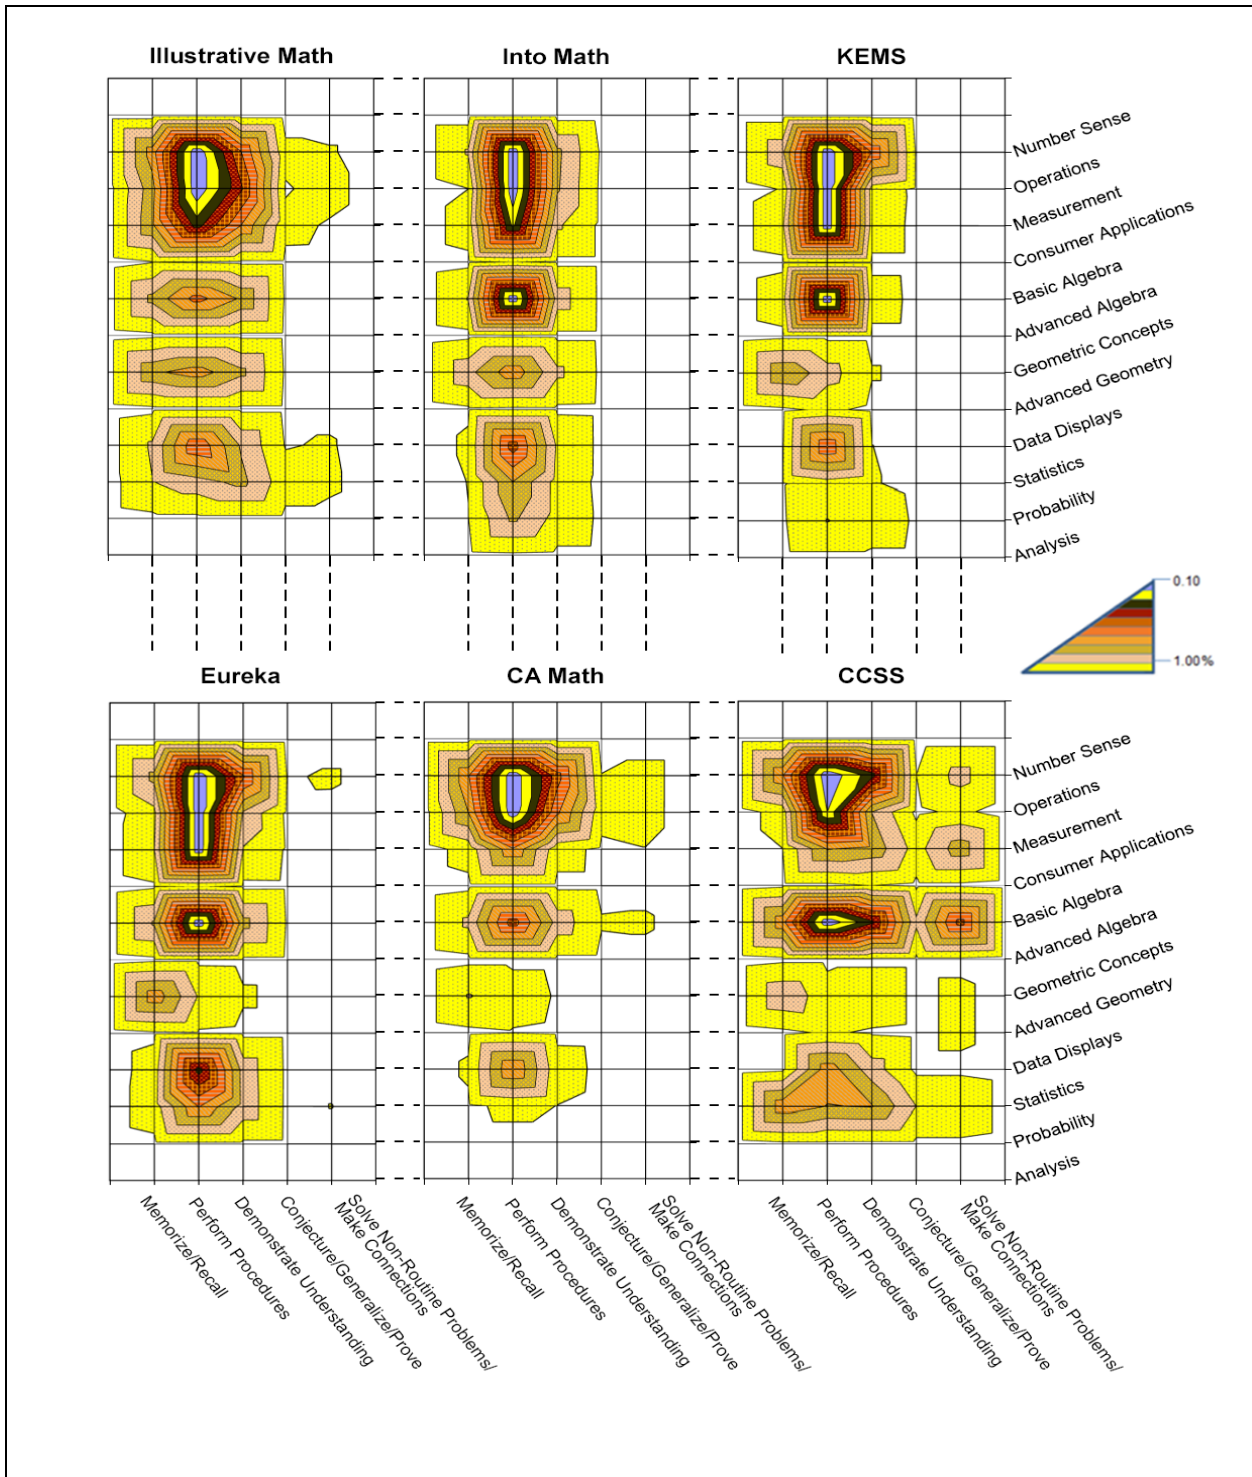 Illustrative Math
Into Math
KEMS
Number Sense
Operations
Measurement
Consumer Applications
Basic Algebra
Advanced Algebra
Geometric Concepts
Advanced Geometry
Data Displays
Statistics
Probability
Analysis
0.10
1.00%
Eureka
CA Math
CCSS
Number Sense
Operations
Measurement
Consumer Applications
Basic Algebra
Advanced Algebra
Geometric Concepts
Advanced Geometry
Data Displays
Statistics
Probability
Analysis
Memorize/Recall
Perform Procedures
Demonstrate Understanding
Conjecture/Generalize/Prove
Solve Non-Routine Problems/
Make Connections
Memorize/Recall
Perform Procedures
Demonstrate Understanding
Conjecture/Generalize/Prove
Solve Non-Routine Problems/
Make Connections
Memorize/Recall
Perform Procedures
Demonstrate Understanding
Conjecture/Generalize/Prove
Solve Non-Routine Problems/
Make Connections